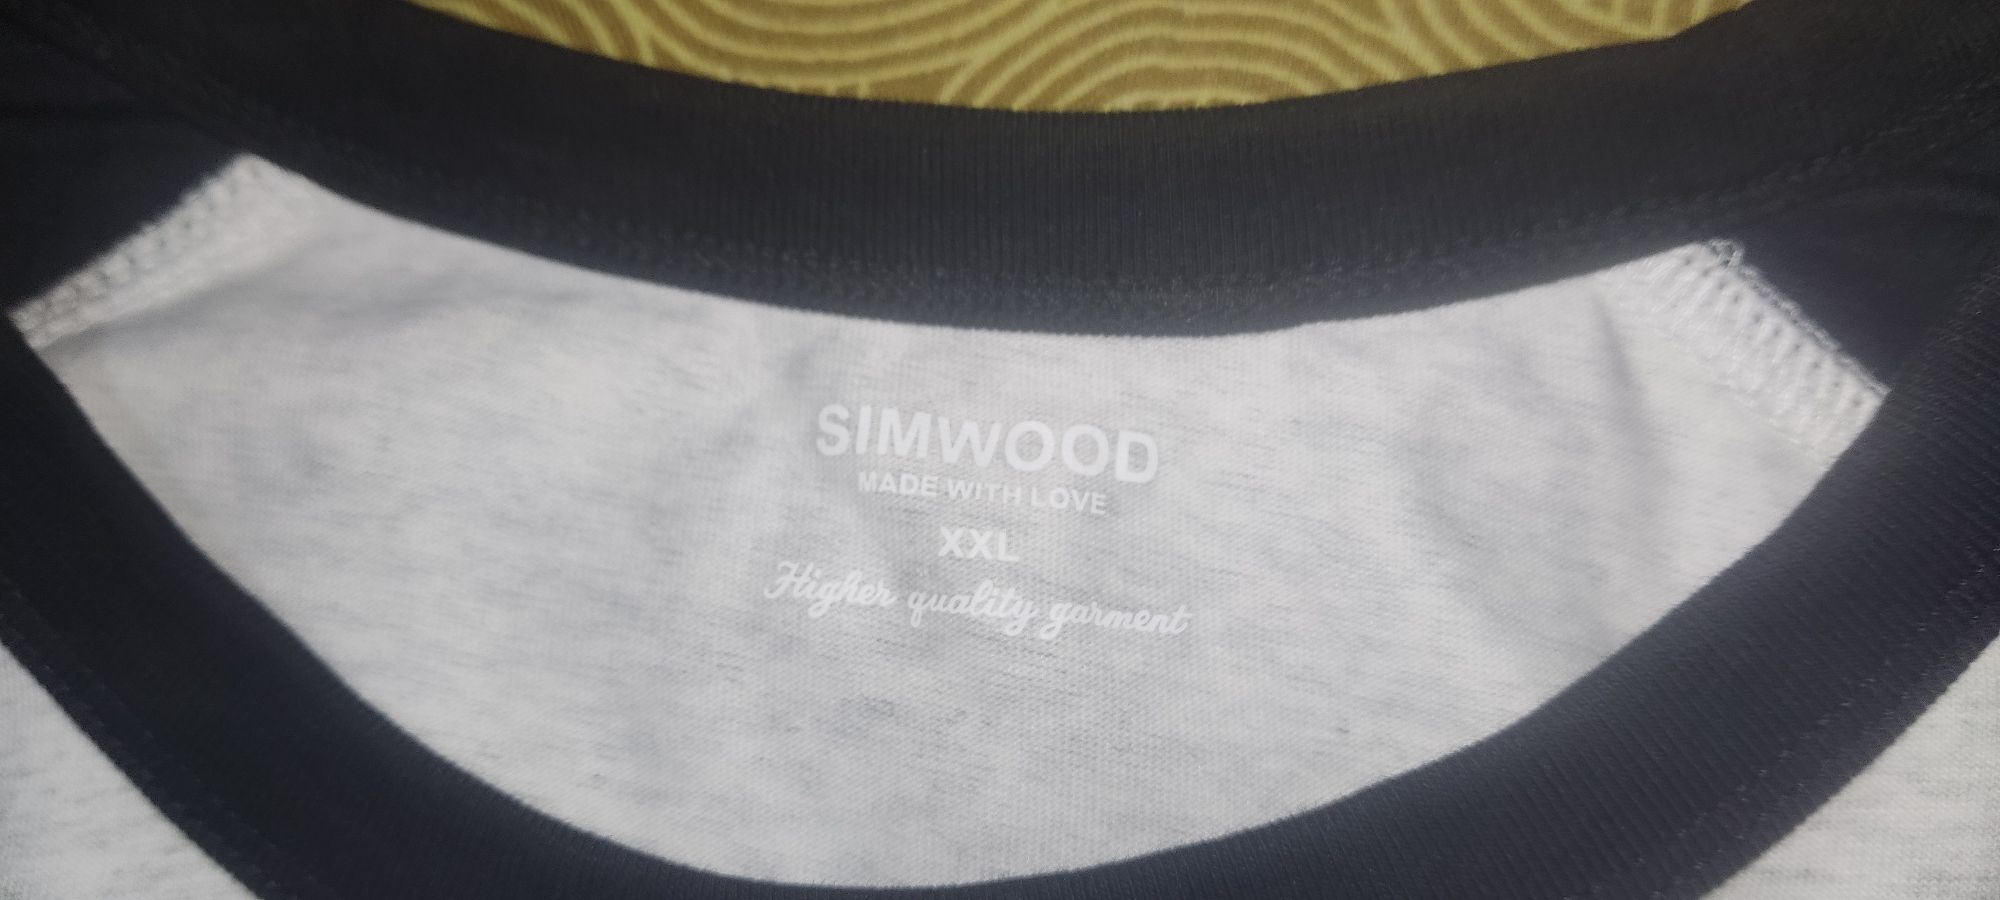 SIMWOOD
MADE WITH LOVE
XXL
Higher quality garment